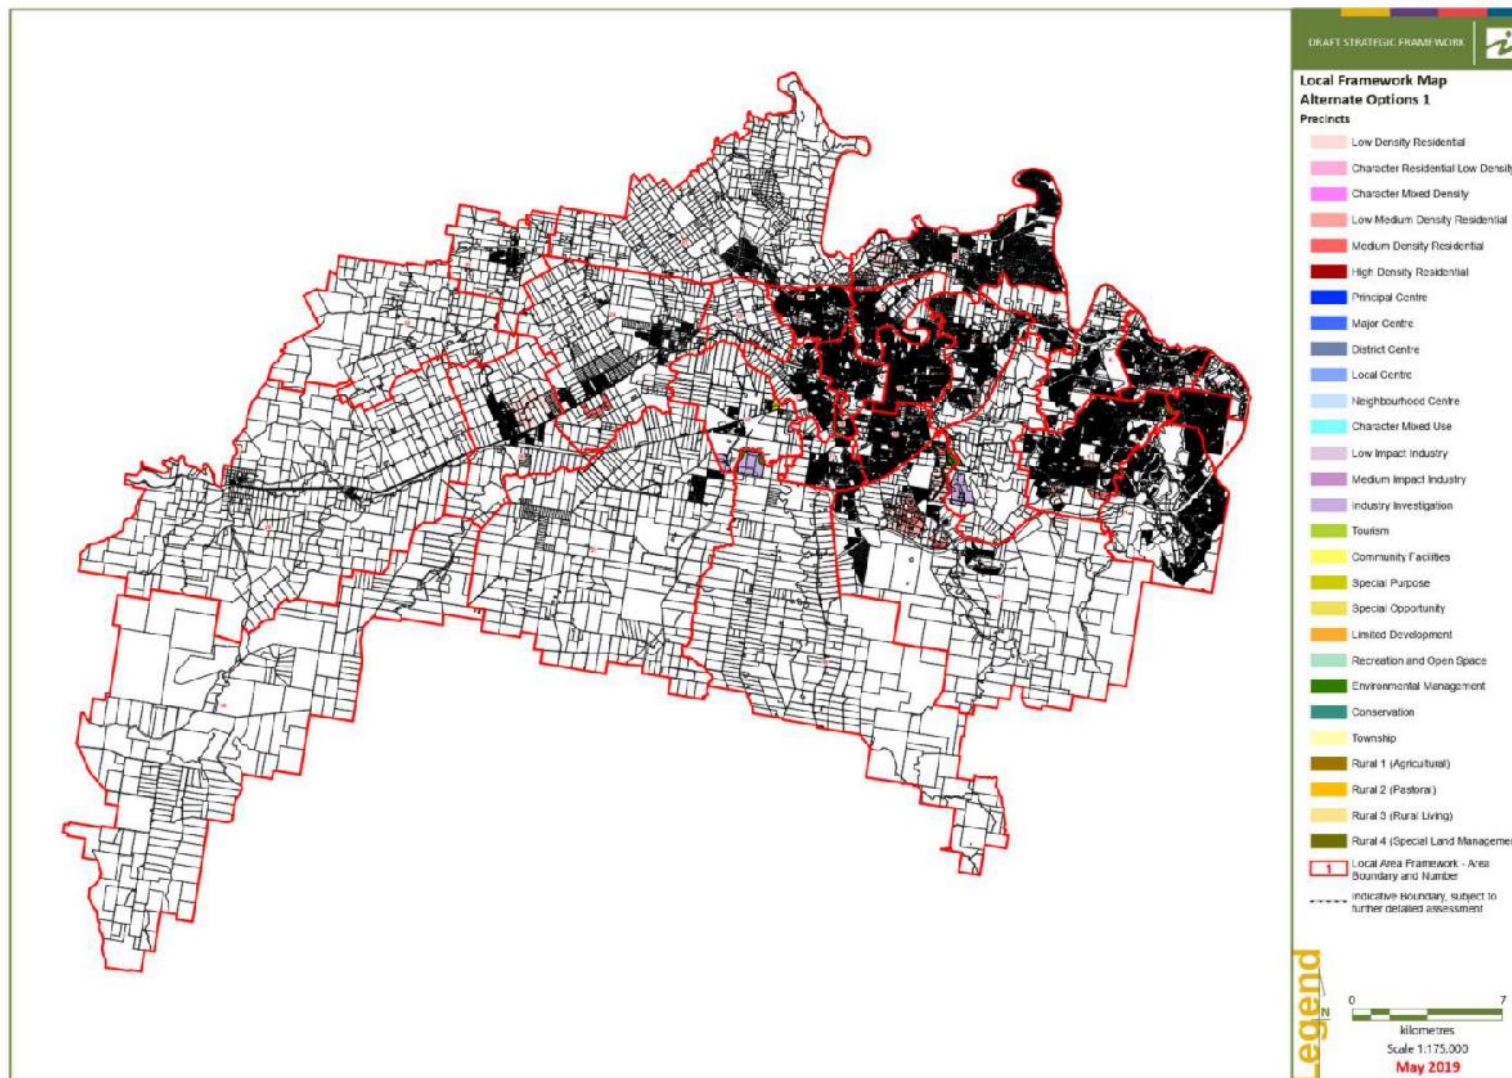 DRAFT STRATEGIC FRAMEWORK
Local Framework Map
Alternate Options 1
Precincts
Low Density Residential
Character Residential Low Density
Character Mixed Density
Low Medium Density Residential
Medium Density Residential
High Density Residential
Principal Centre
Major Centre
District Centre
Local Centre
Neighbourhood Centre
Character Mixed Use
Low Impact Industry
Medium Impact Industry
Industry Investigation
Tourism
Community Facilities
Special Purpose
Special Opportunity
Limited Development
Recreation and Open Space
Environmental Management
Conservation
Township
Rural 1 (Agricultural)
Rural 2 (Pastoral)
Rural 3 (Rural Living)
Rural 4 (Special Land Manageme
1
Local Area Framework - Area
Boundary and Number
Indicative Boundary, subject to
further detailed assessment
Legend
N
0 7
kilometres
Scale 1:175,000
May 2019